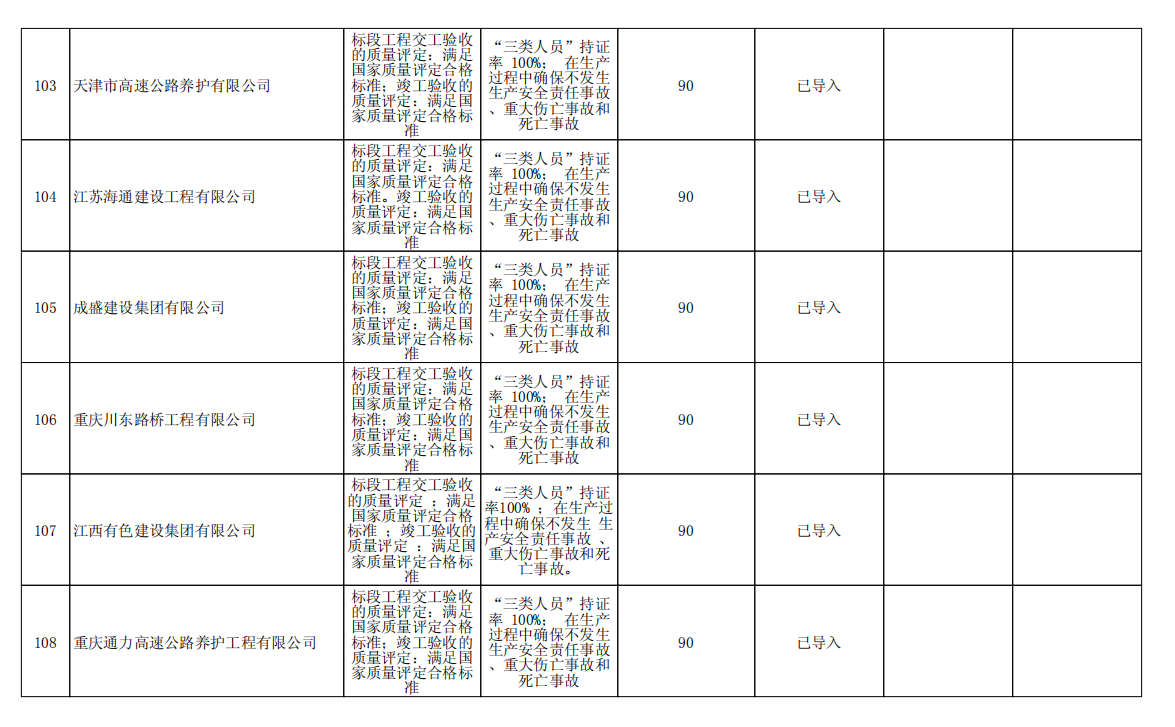 103 天津市高速公路养护有限公司 标段工程交工验收 “三类人员”持证 90 已导入
的质量评定：满足 率 100%； 在生产
国家质量评定合格 过程中确保不发生
标准；竣工验收的 生产安全责任事故
质量评定：满足国 、重大伤亡事故和
家质量评定合格标 死亡事故
准
104 江苏海通建设工程有限公司 标段工程交工验收 “三类人员”持证 90 已导入
的质量评定：满足 率 100%； 在生产
国家质量评定合格 过程中确保不发生
标准。竣工验收的 生产安全责任事故
质量评定：满足国 、重大伤亡事故和
家质量评定合格标 死亡事故
准
105 成盛建设集团有限公司 标段工程交工验收 “三类人员”持证 90 已导入
的质量评定：满足 率 100%； 在生产
国家质量评定合格 过程中确保不发生
标准；竣工验收的 生产安全责任事故
质量评定：满足国 、重大伤亡事故和
家质量评定合格标 死亡事故
准
106 重庆川东路桥工程有限公司 标段工程交工验收 “三类人员”持证 90 已导入
的质量评定：满足 率 100%； 在生产
国家质量评定合格 过程中确保不发生
标准；竣工验收的 生产安全责任事故
质量评定：满足国 、重大伤亡事故和
家质量评定合格标 死亡事故
准
107 江西有色建设集团有限公司 标段工程交工验收 “三类人员”持证 90 已导入
的质量评定 ：满足 率100% ；在生产过
国家质量评定合格 程中确保不发生 生
标准 ；竣工验收的 产安全责任事故 、
质量评定 ：满足国 重大伤亡事故和死
家质量评定合格标 亡事故。
准
108 重庆通力高速公路养护工程有限公司 标段工程交工验收 “三类人员”持证 90 已导入
的质量评定：满足 率 100%； 在生产
国家质量评定合格 过程中确保不发生
标准；竣工验收的 生产安全责任事故
质量评定：满足国 、重大伤亡事故和
家质量评定合格标 死亡事故
准